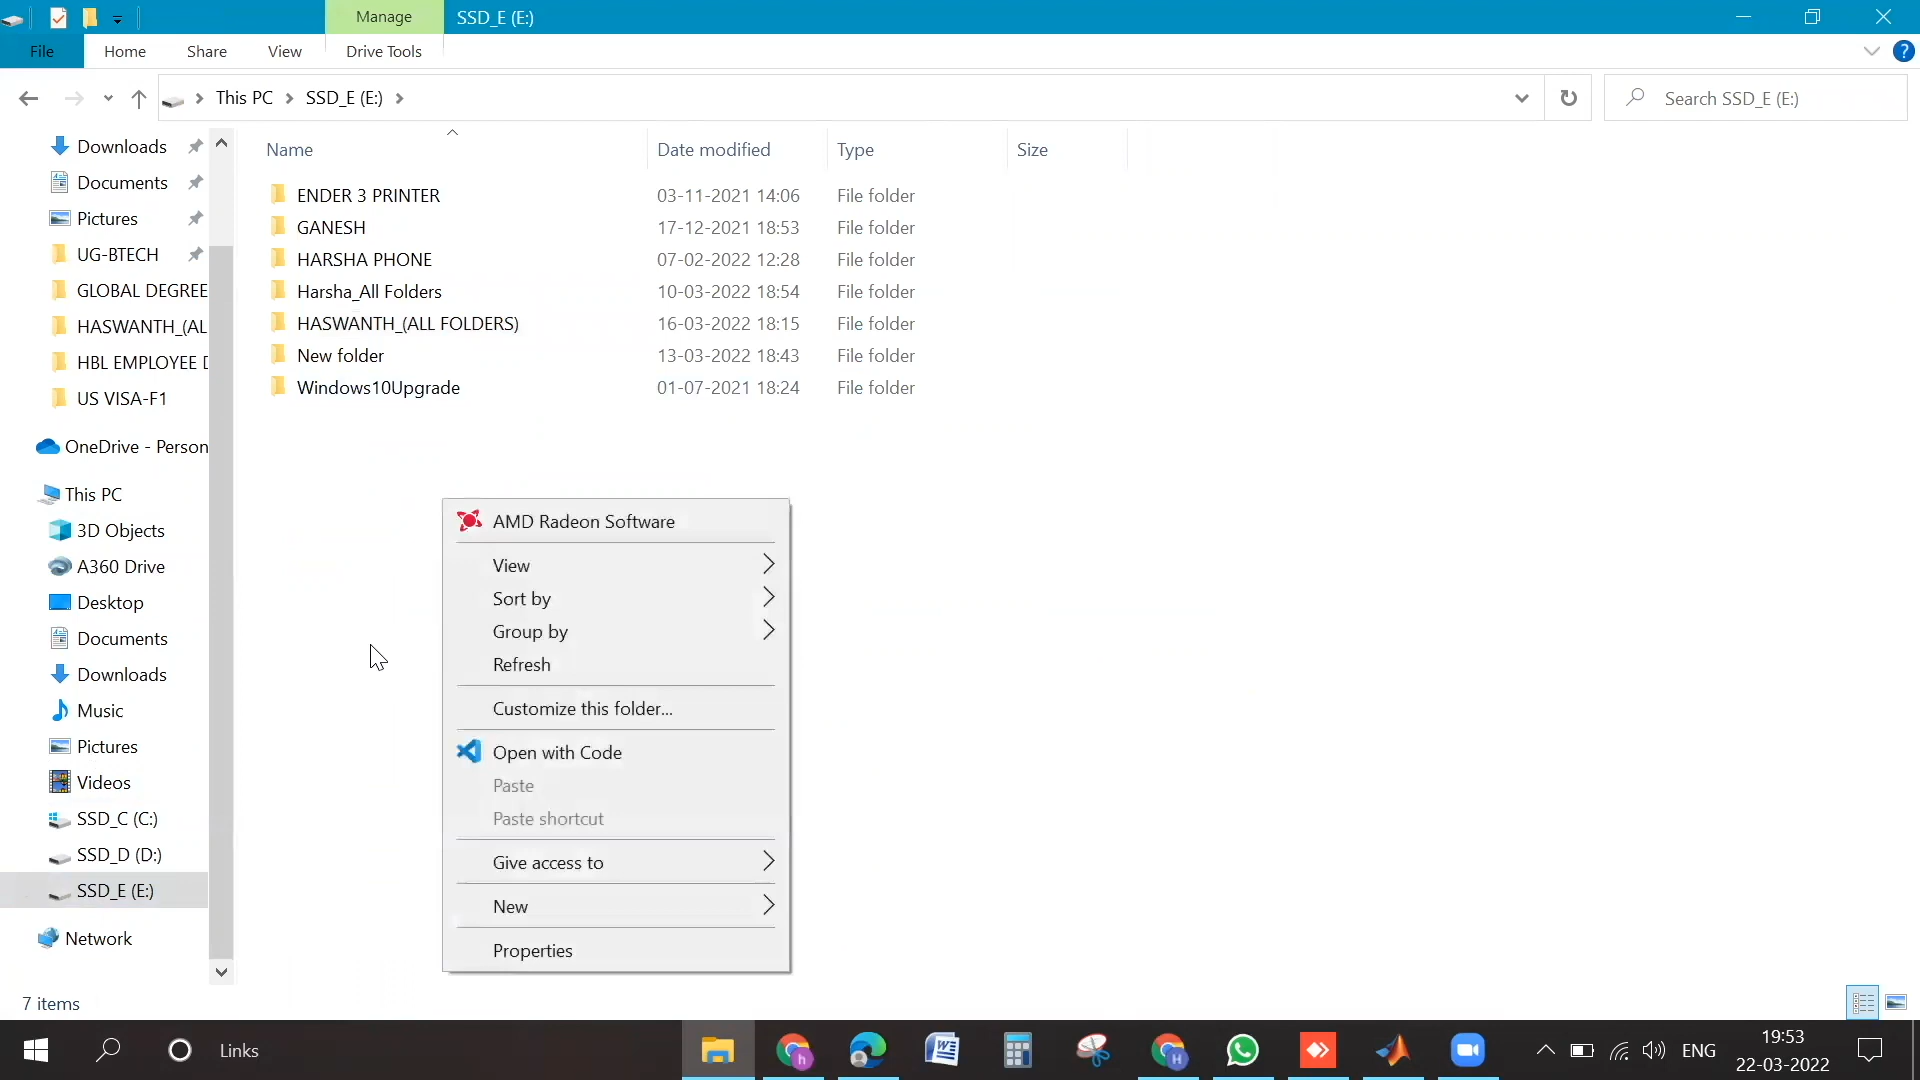 Manage
SSD_E (E:)
File
Home
Share
View
Drive Tools
This PC
SSD_E (E:)
Search SSD_E (E:)
Downloads
Documents
Pictures
UG-BTECH
GLOBAL DEGREE
HASWANTH_(AL
HBL EMPLOYEE D
US VISA-F1
OneDrive - Person
This PC
3D Objects
A360 Drive
Desktop
Documents
Downloads
Music
Pictures
Videos
SSD_C (C:)
SSD_D (D:)
SSD_E (E:)
Network
Name Date modified Type Size
ENDER 3 PRINTER 03-11-2021 14:06 File folder
GANESH 17-12-2021 18:53 File folder
HARSHA PHONE 07-02-2022 12:28 File folder
Harsha_All Folders 10-03-2022 18:54 File folder
HASWANTH_(ALL FOLDERS) 16-03-2022 18:15 File folder
New folder 13-03-2022 18:43 File folder
Windows10Upgrade 01-07-2021 18:24 File folder
AMD Radeon Software
View
Sort by
Group by
Refresh
Customize this folder...
Open with Code
Paste
Paste shortcut
Give access to
New
Properties
7 items
Links
ENG
19:53
22-03-2022